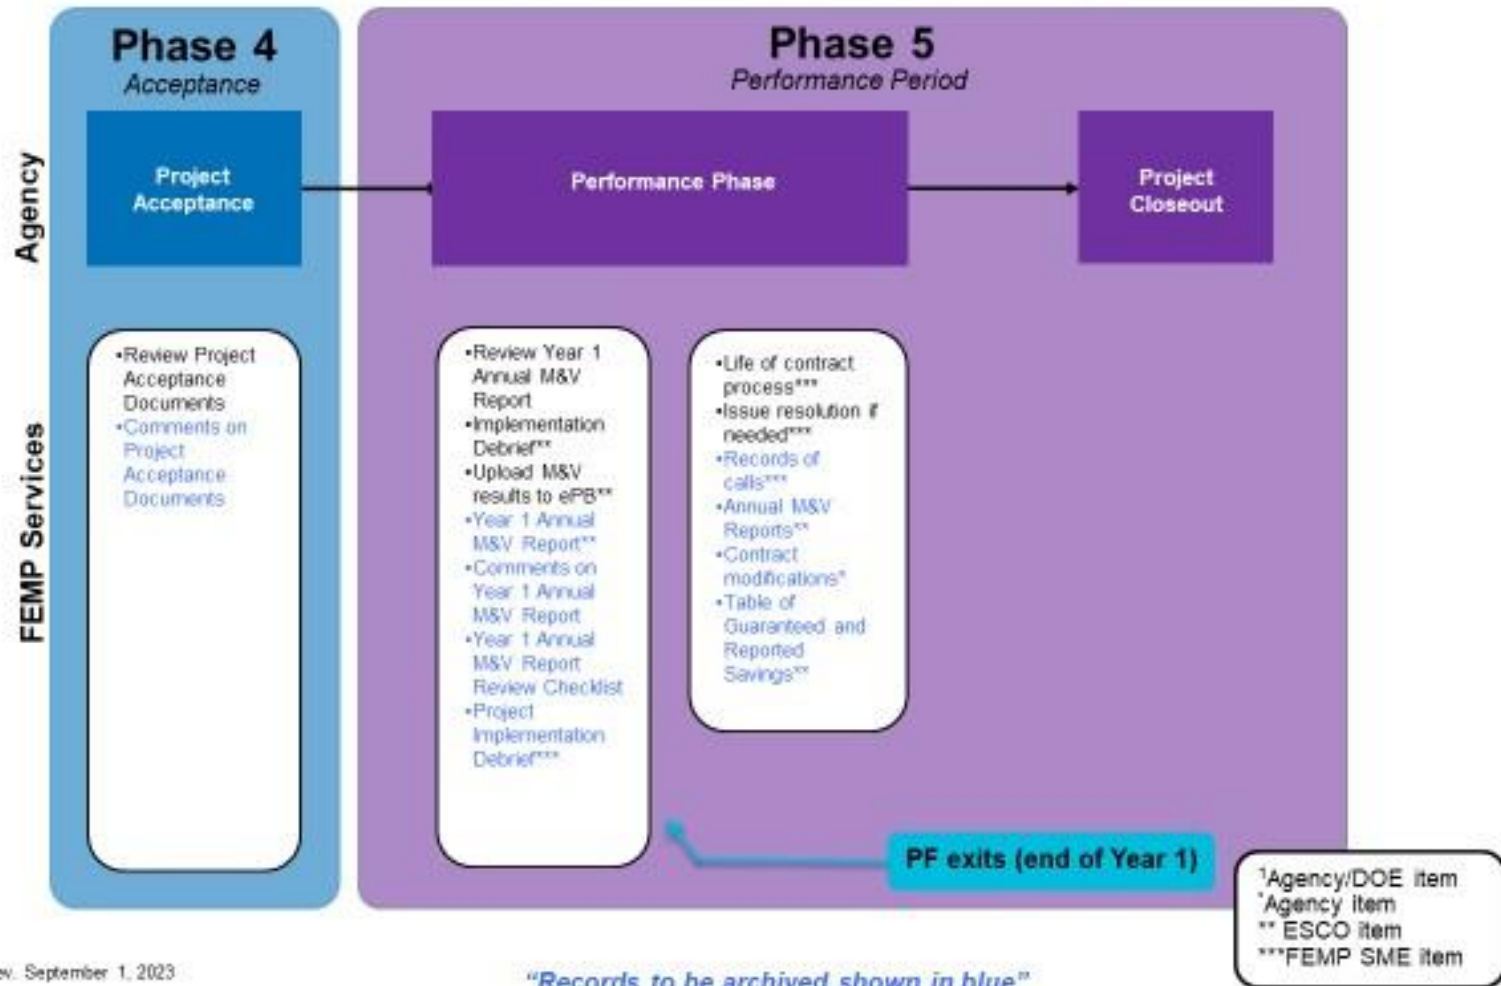 Phase 4
Acceptance
Phase 5
Performance Period
Agency
Project
Acceptance
Performance Phase
Project
Closeout
FEMP Services
•Review Project
Acceptance
Documents
•Comments on
Project
Acceptance
Documents
•Review Year 1
Annual M&V
Report
•Implementation
Debrief**
•Upload M&V
results to ePB**
•Year 1 Annual
M&V Report**
•Comments on
Year 1 Annual
M&V Report
•Year 1 Annual
M&V Report
Review Checklist
•Project
Implementation
Debrief***
•Life of contract
process***
•Issue resolution if
needed***
•Records of
calls***
•Annual M&V
Reports**
•Contract
modifications*
•Table of
Guaranteed and
Reported
Savings**
PF exits (end of Year 1)
¹Agency/DOE item
*Agency item
** ESCO item
***FEMP SME item
ev. September 1, 2023
"Records to be archived shown in blue"